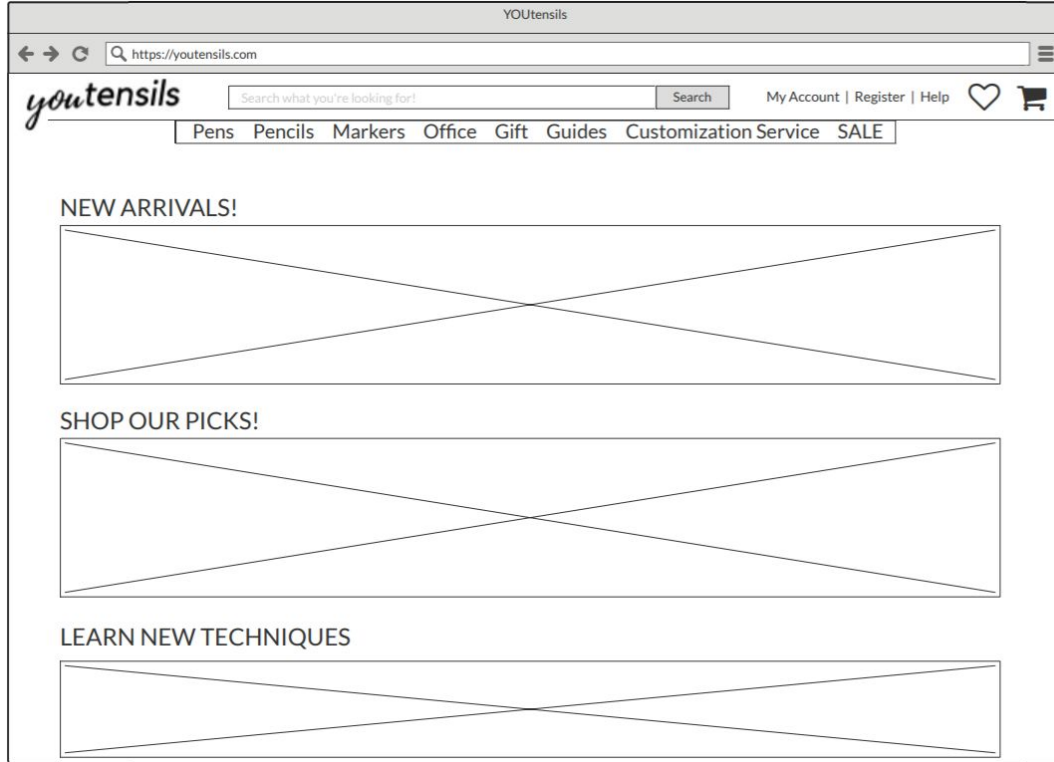 YOUtensils
https://youtensils.com
youtensils
Search what you're looking for!
Search
My Account | Register | Help
Pens Pencils Markers Office Gift Guides Customization Service SALE
NEW ARRIVALS!
SHOP OUR PICKS!
LEARN NEW TECHNIQUES